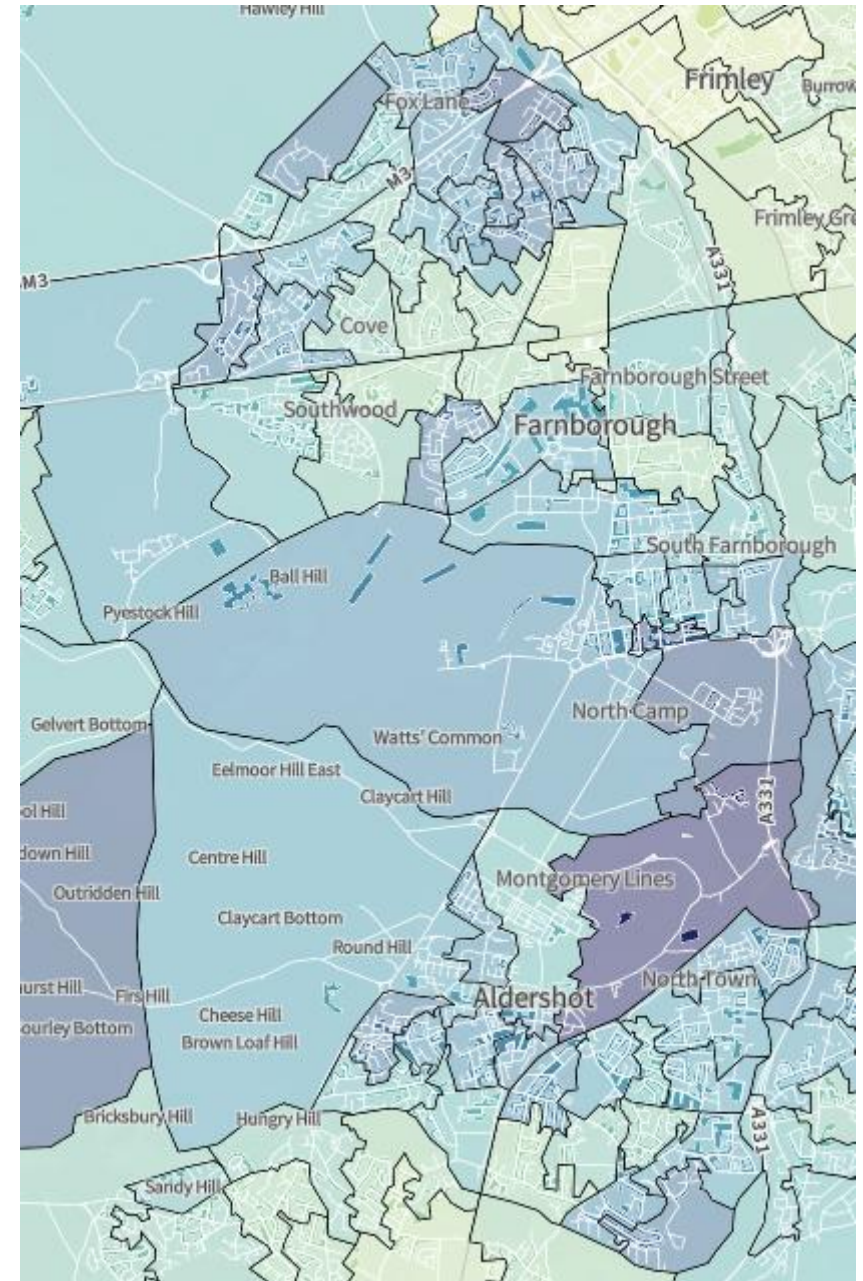 Hawley Hill
Frimley
Burrow
Fox Lane
M3
Frimley Gre
A331
M3
Cove
Farnborough Street
Southwood
Farnborough
South Farnborough
Ball Hill
Pyestock Hill
North Camp
Gelvert Bottom
Watts' Common
Eelmoor Hill East
Claycart Hill
A331
ol Hill
down Hill
Centre Hill
Montgomery Lines
Outridden Hill
Claycart Bottom
Round Hill
North Town
urst Hill
Firs Hill
Aldershot
Cheese Hill
ourley Bottom
Brown Loaf Hill
Bricksbury Hill
Hungry Hill
A331
Sandy Hill